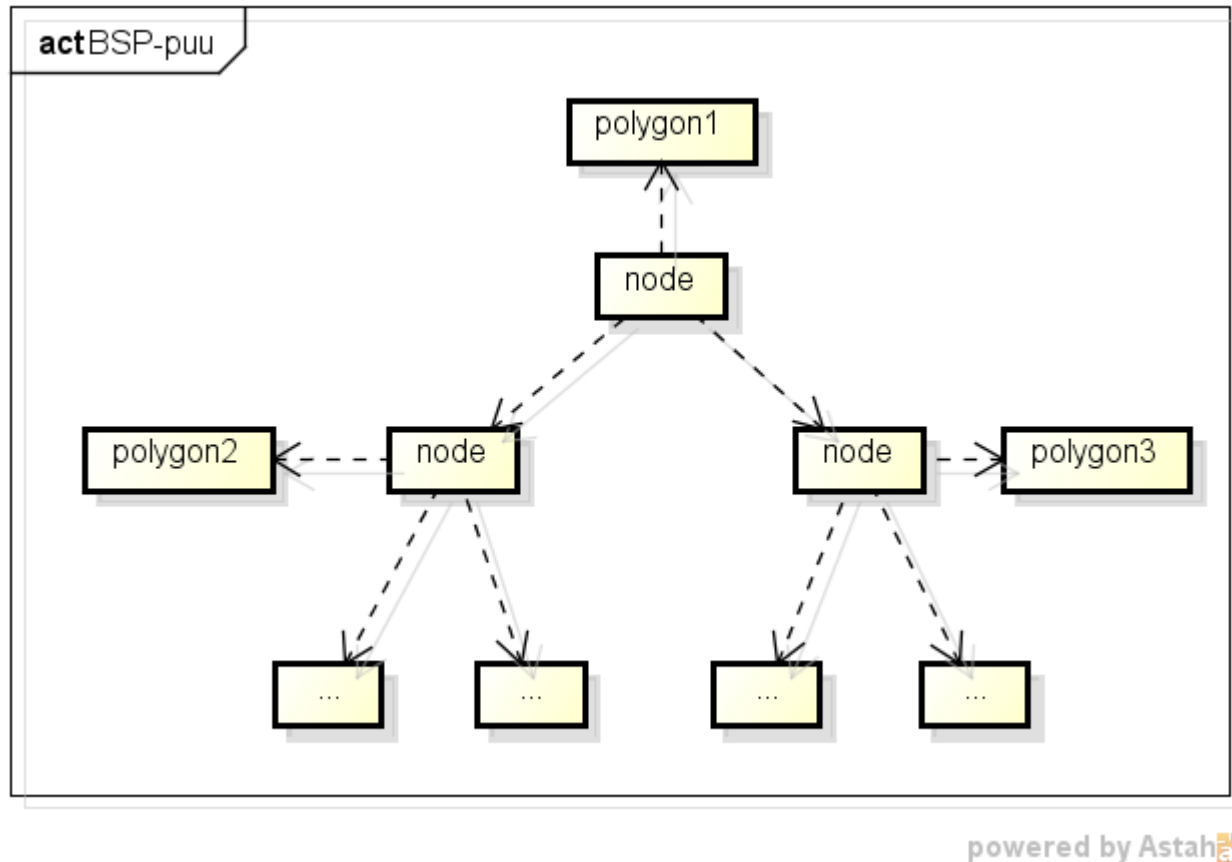 act BSP-puu
polygon1
node
polygon2
node
node
polygon3
...
...
...
...
powered by Astah